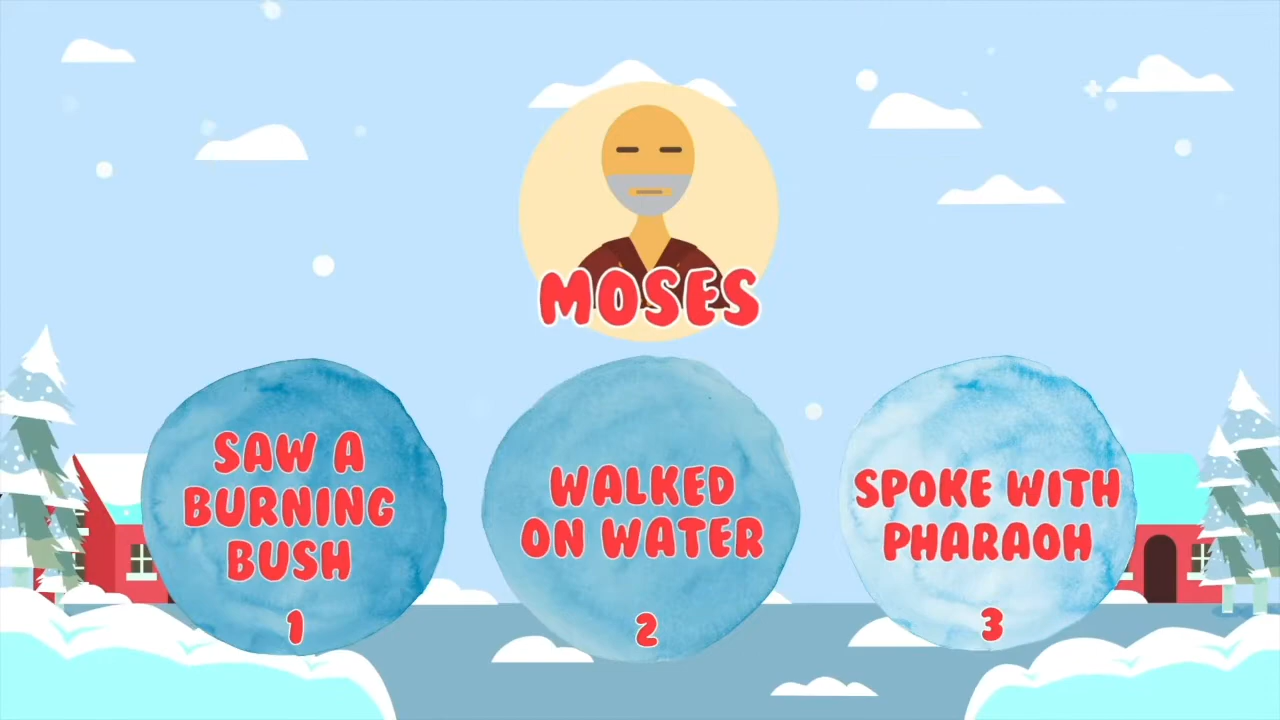 MOSES
SAW A
BURNING
BUSH
1
WALKED
ON WATER
2
SPOKE WITH
PHARAOH
3